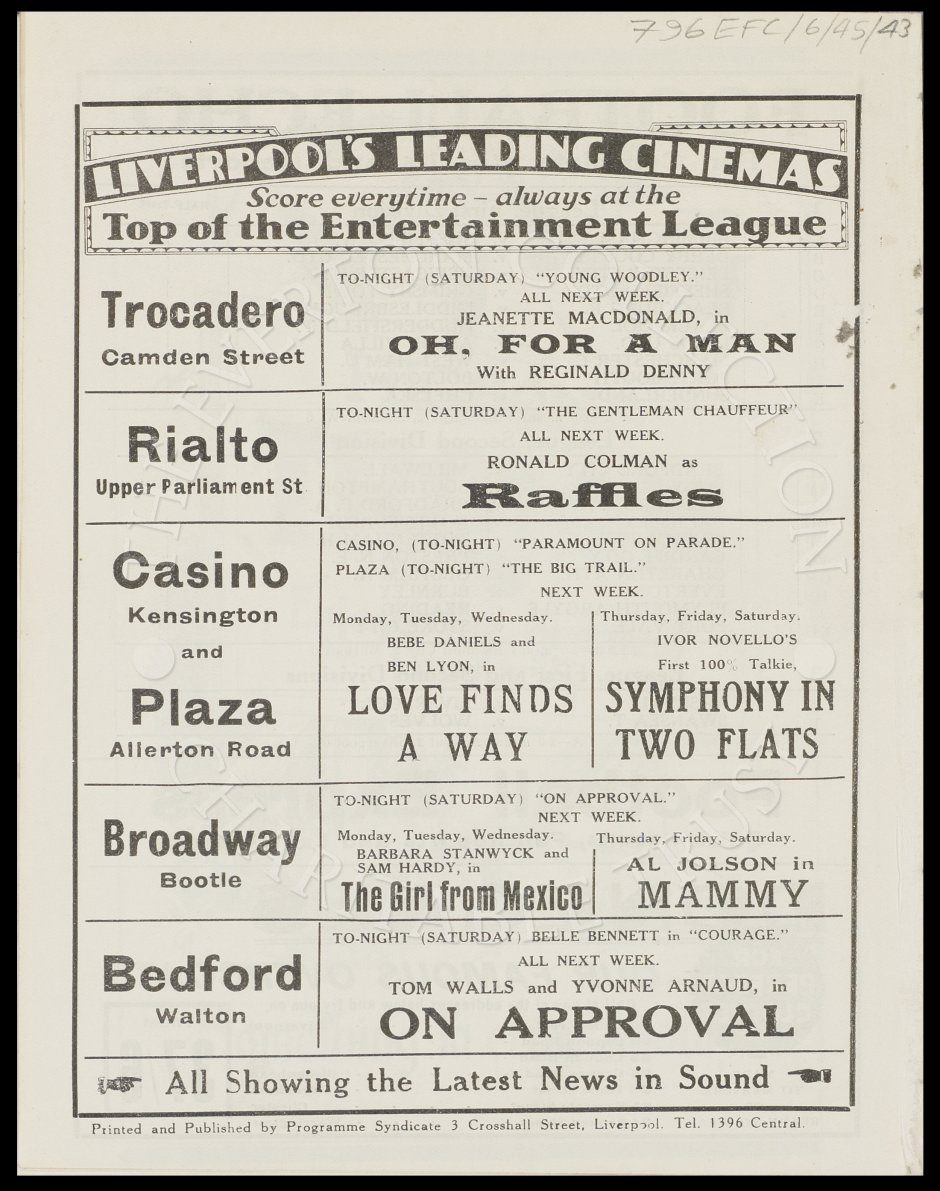 796 EFC/6/45/43
LIVERPOOL'S LEADING CINEMAS
Score everytime – always at the
Top of the Entertainment League
Trocadero
Camden Street
TO-NIGHT (SATURDAY) "YOUNG WOODLEY."
ALL NEXT WEEK.
JEANETTE MACDONALD, in
OH, FOR A MAN
With REGINALD DENNY
Rialto
Upper Parliament St
TO-NIGHT (SATURDAY) "THE GENTLEMAN CHAUFFEUR"
ALL NEXT WEEK.
RONALD COLMAN as
Raffles
Casino
Kensington
and
Plaza
Allerton Road
CASINO, (TO-NIGHT) "PARAMOUNT ON PARADE."
PLAZA (TO-NIGHT) "THE BIG TRAIL."
NEXT WEEK.
Monday, Tuesday, Wednesday.
BEBE DANIELS and
BEN LYON, in
LOVE FINDS
A WAY
Thursday, Friday, Saturday.
IVOR NOVELLO'S
First 100% Talkie,
SYMPHONY IN
TWO FLATS
Broadway
Bootle
TO-NIGHT (SATURDAY) "ON APPROVAL."
NEXT WEEK.
Monday, Tuesday, Wednesday.
BARBARA STANWYCK and
SAM HARDY, in
The Girl from Mexico
Thursday, Friday, Saturday.
AL JOLSON in
MAMMY
Bedford
Walton
TO-NIGHT (SATURDAY) BELLE BENNETT in "COURAGE."
ALL NEXT WEEK.
TOM WALLS and YVONNE ARNAUD, in
ON APPROVAL
All Showing the Latest News in Sound
Printed and Published by Programme Syndicate 3 Crosshall Street, Liverpool. Tel. 1396 Central.
THE EVERTON COLLECTION
CHARITABLE TRUST